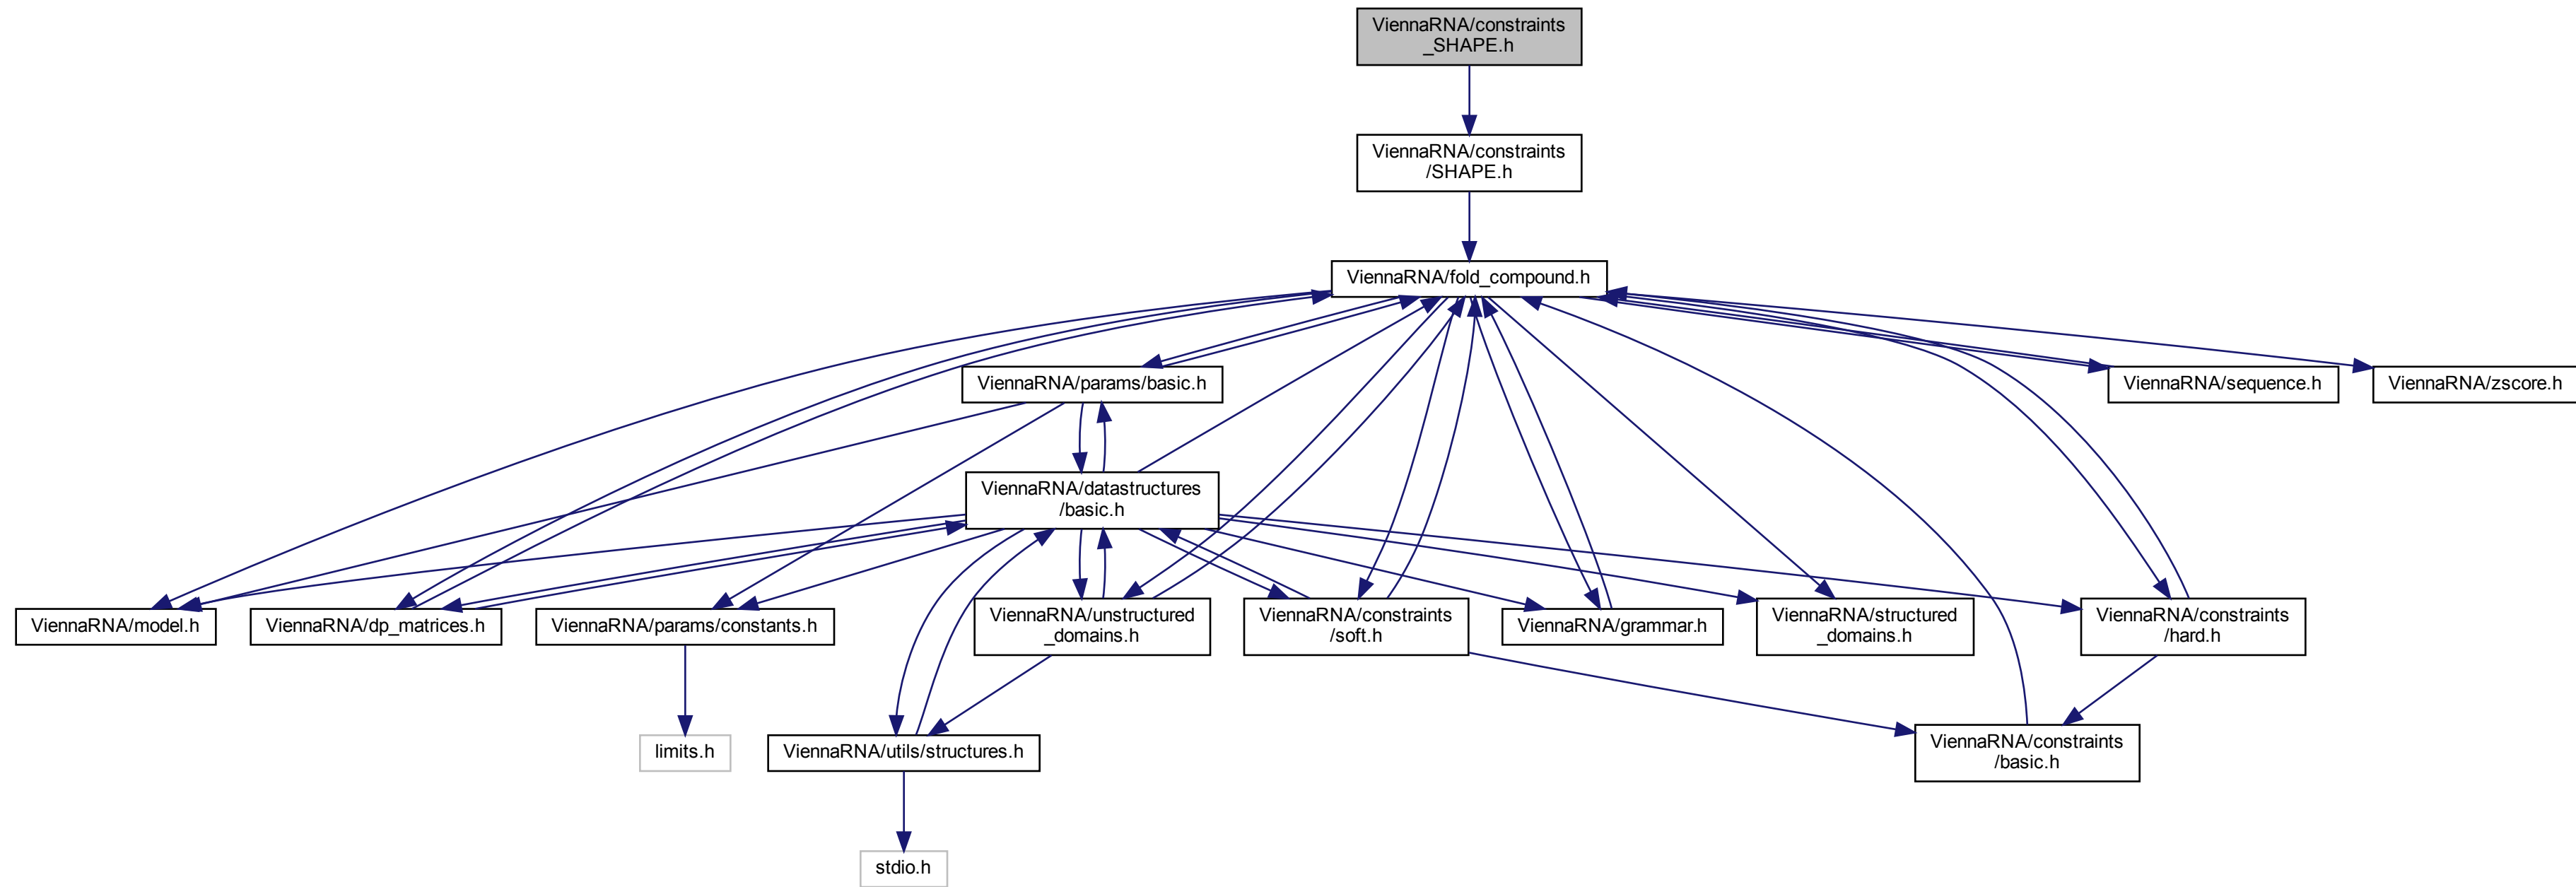 ViennaRNA/constraints
_SHAPE.h
ViennaRNA/constraints
/SHAPE.h
ViennaRNA/fold_compound.h
ViennaRNA/params/basic.h
ViennaRNA/sequence.h
ViennaRNA/zscore.h
ViennaRNA/datastructures
/basic.h
ViennaRNA/model.h
ViennaRNA/dp_matrices.h
ViennaRNA/params/constants.h
ViennaRNA/unstructured
_domains.h
ViennaRNA/constraints
/soft.h
ViennaRNA/grammar.h
ViennaRNA/structured
_domains.h
ViennaRNA/constraints
/hard.h
limits.h
ViennaRNA/utils/structures.h
ViennaRNA/constraints
/basic.h
stdio.h